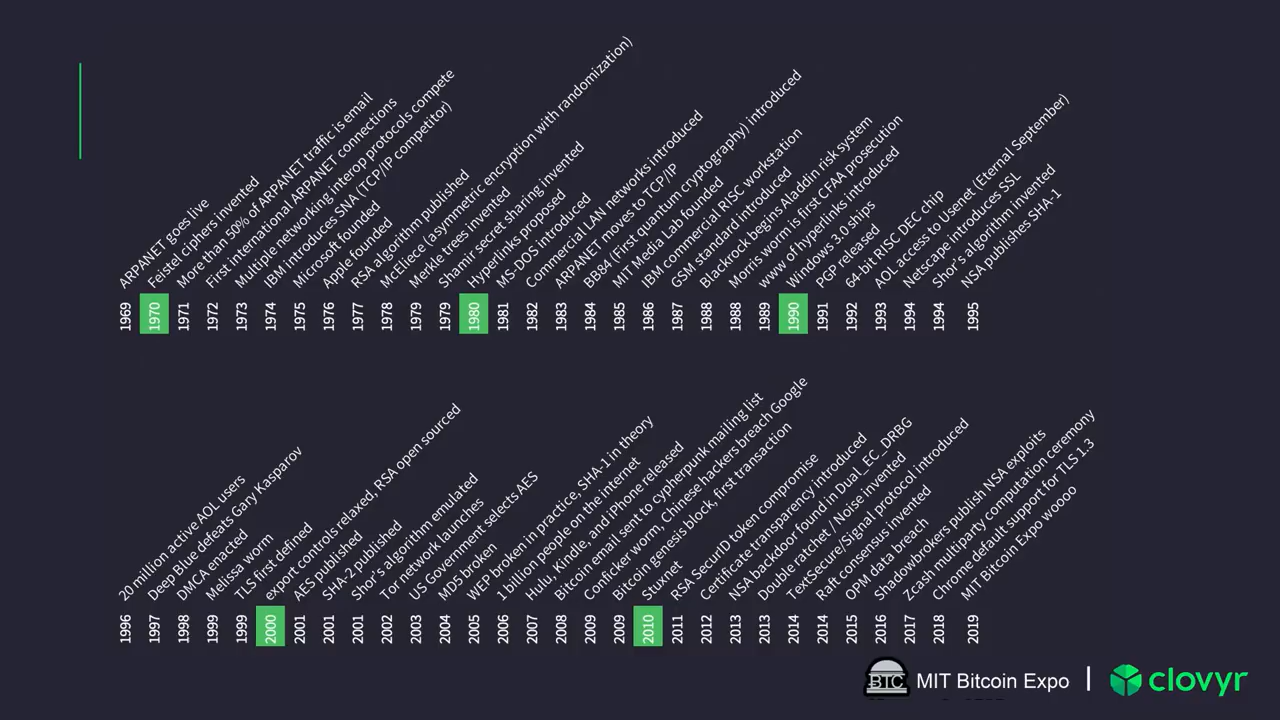 ARPANET goes live
Feistel ciphers invented
More than 50% of ARPANET traffic is email
First international ARPANET connections
Multiple networking interop protocols compete
IBM introduces SNA (TCP/IP competitor)
Microsoft founded
Apple founded
RSA algorithm published
McEliece (asymmetric encryption with randomization)
Merkle trees invented
Shamir secret sharing invented
Hyperlinks proposed
MS-DOS introduced
Commercial LAN networks introduced
ARPANET moves to TCP/IP
BB84 (First quantum cryptography) introduced
MIT Media Lab founded
IBM commercial RISC workstation
GSM standard introduced
Blackrock begins Aladdin risk system
Morris worm is first CFAA prosecution
www of hyperlinks introduced
Windows 3.0 ships
PGP released
64-bit RISC DEC chip
AOL access to Usenet (Eternal September)
Netscape introduces SSL
Shor's algorithm invented
NSA publishes SHA-1
1969 1970 1971 1972 1973 1974 1975 1976 1977 1978 1979 1979 1980 1981 1982 1983 1984 1985 1986 1987 1988 1988 1989 1990 1991 1992 1993 1994 1994 1995
20 million active AOL users
Deep Blue defeats Gary Kasparov
DMCA enacted
Melissa worm
TLS first defined
export controls relaxed, RSA open sourced
AES published
SHA-2 published
Shor's algorithm emulated
Tor network launches
US Government selects AES
MD5 broken
WEP broken in practice, SHA-1 in theory
1 billion people on the internet
Hulu, Kindle, and iPhone released
Bitcoin email sent to cypherpunk mailing list
Conficker worm, Chinese hackers breach Google
Bitcoin genesis block, first transaction
Stuxnet
RSA SecurID token compromise
Certificate transparency introduced
NSA backdoor found in Dual_EC_DRBG
Double ratchet / Noise invented
TextSecure/Signal protocol introduced
Raft consensus invented
OPM data breach
Shadowbrokers publish NSA exploits
Zcash multiparty computation ceremony
Chrome default support for TLS 1.3
MIT Bitcoin Expo woooo
1996 1997 1998 1999 1999 2000 2001 2001 2001 2002 2003 2004 2005 2006 2007 2008 2009 2009 2010 2011 2012 2013 2013 2014 2014 2015 2016 2017 2018 2019
BTC MIT Bitcoin Expo | clovyr